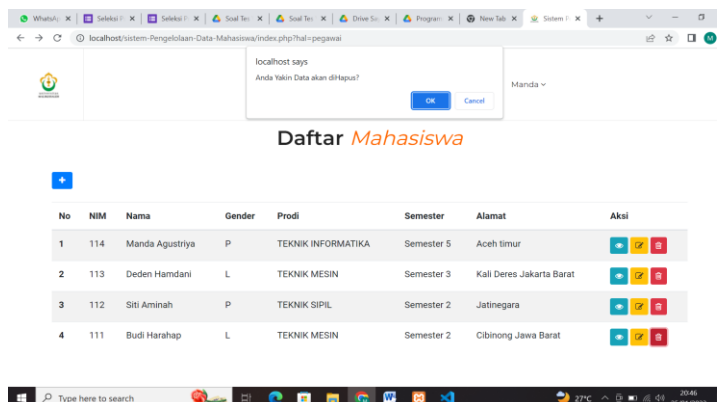 WhatsA
Seleksi P
Seleksi P
Soal Tes
Soal Tes
Drive So
Program
New Tab
Sistem P
localhost/sistem-Pengelolaan-Data-Mahasiswa/index.php?hal=pegawai
M
localhost says
Anda Yakin Data akan diHapus?
OK Cancel
Manda
Daftar Mahasiswa
+
No NIM Nama Gender Prodi Semester Alamat Aksi
1 114 Manda Agustriya P TEKNIK INFORMATIKA Semester 5 Aceh timur
2 113 Deden Hamdani L TEKNIK MESIN Semester 3 Kali Deres Jakarta Barat
3 112 Siti Aminah P TEKNIK SIPIL Semester 2 Jatinegara
4 111 Budi Harahap L TEKNIK MESIN Semester 2 Cibinong Jawa Barat
Type here to search
27°C
20:46